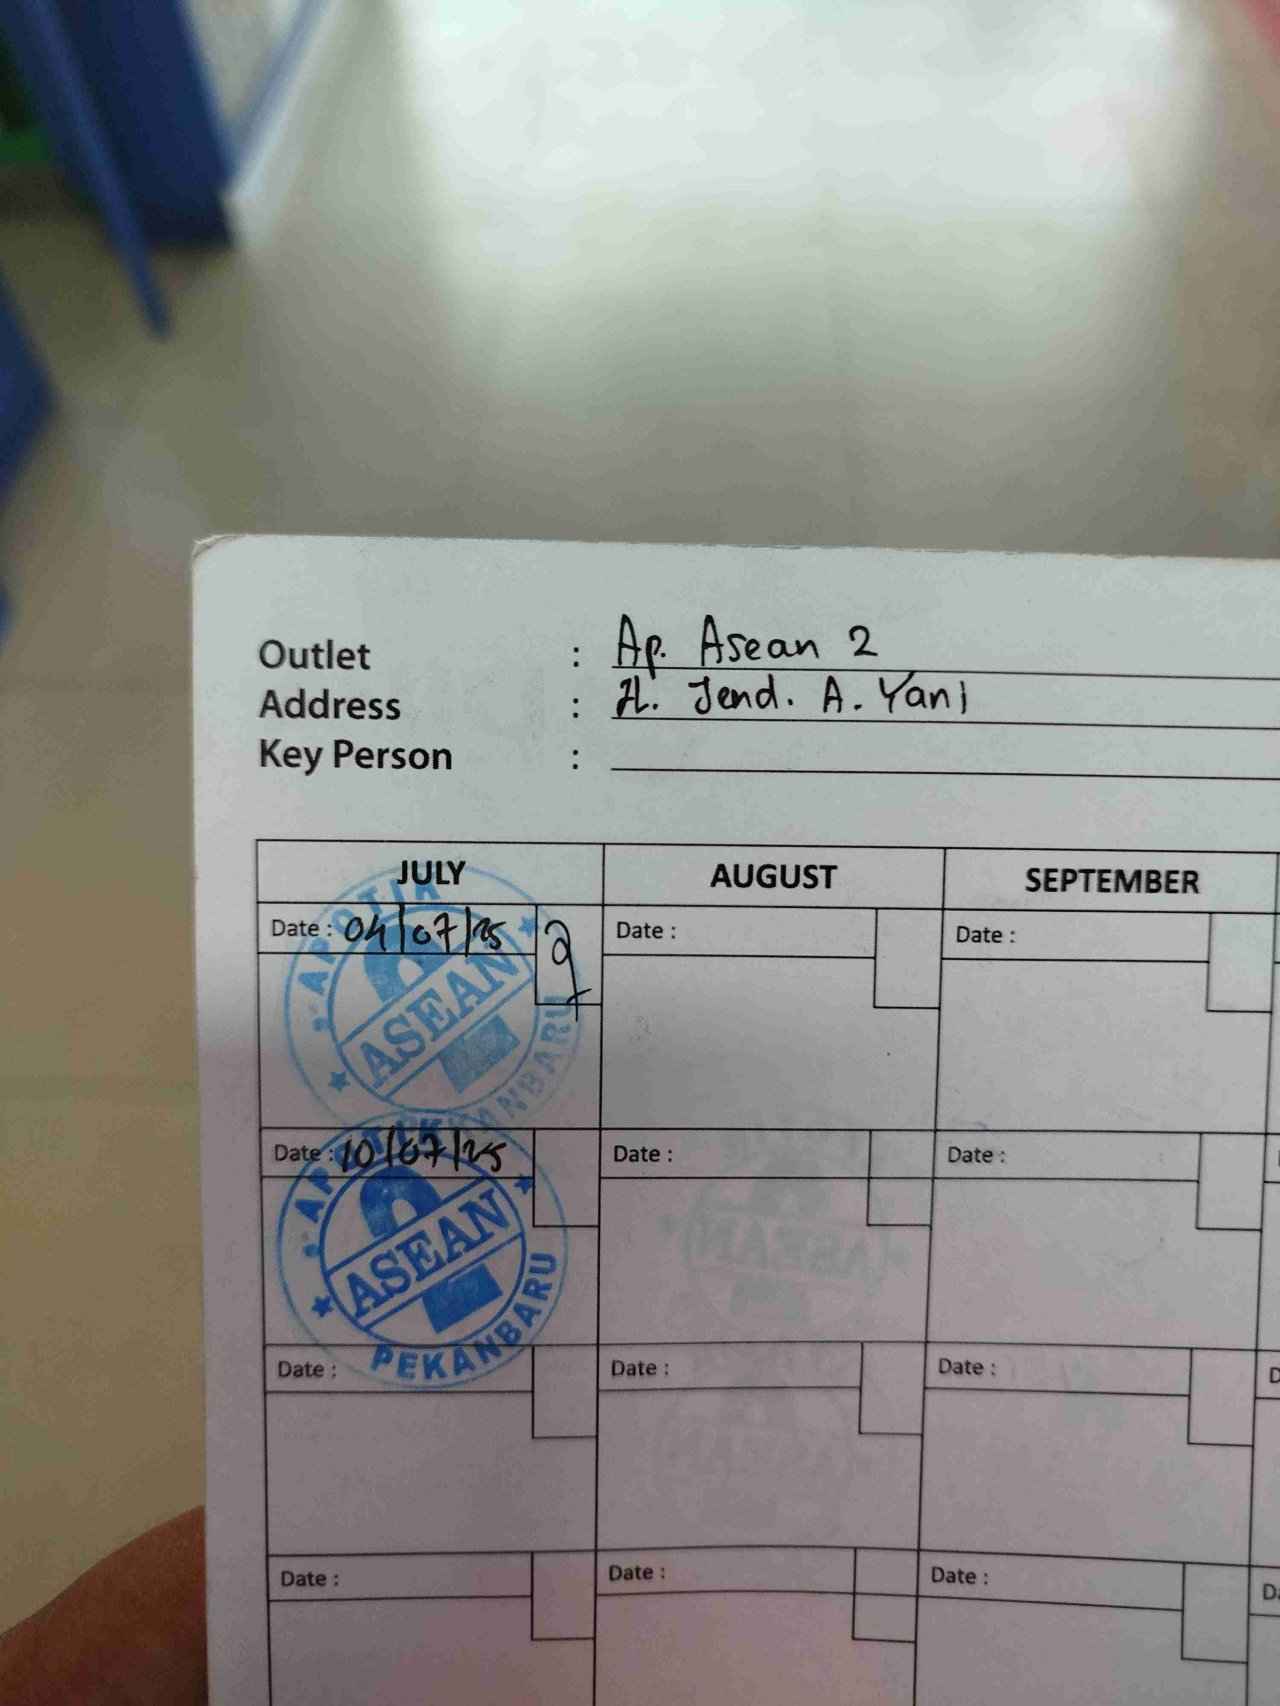 Outlet : Ap. Asean 2
Address : Jl. Jend. A. Yani
Key Person :
JULY AUGUST SEPTEMBER
Date : 04/07/25 Date : Date :
APOTIK
ASEAN
PEKANBARU
Date : 10/07/25 Date : Date :
APOTIK
ASEAN
PEKANBARU
Date : Date : Date :
Date : Date : Date :